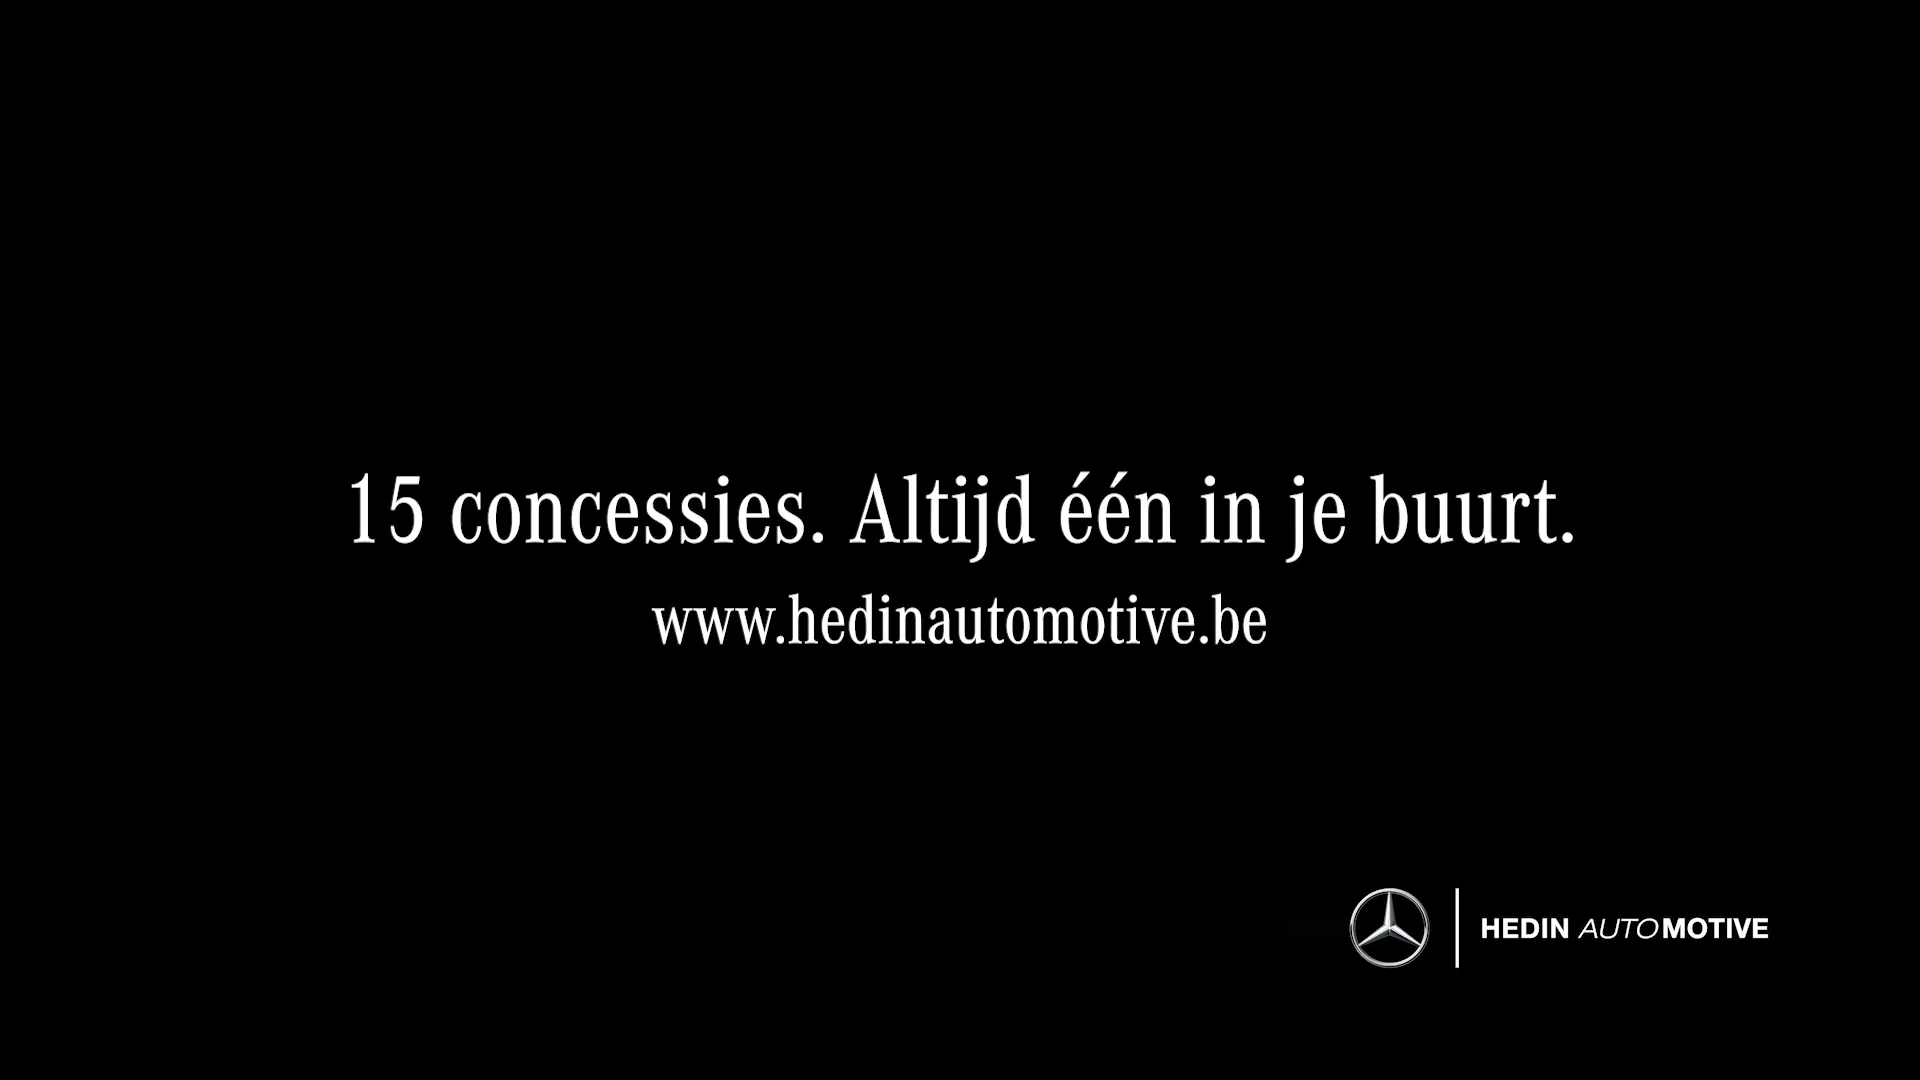 15 concessies. Altijd één in je buurt.
www.hedinautomotive.be
HEDIN AUTOMOTIVE